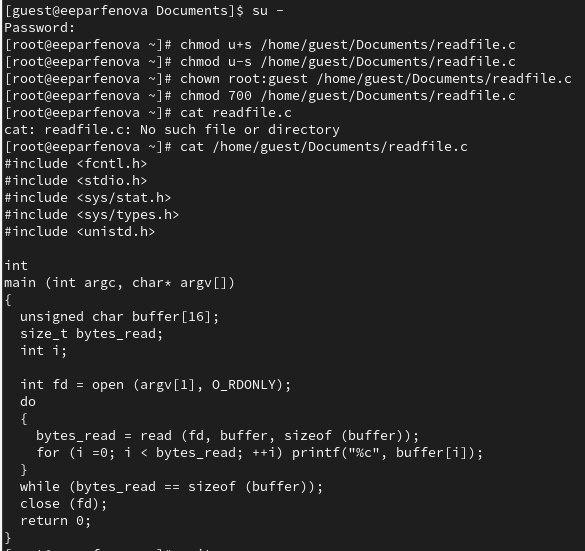 [guest@eeparfenova Documents]$ su -
Password:
[root@eeparfenova ~]# chmod u+s /home/guest/Documents/readfile.c
[root@eeparfenova ~]# chmod u-s /home/guest/Documents/readfile.c
[root@eeparfenova ~]# chown root:guest /home/guest/Documents/readfile.c
[root@eeparfenova ~]# chmod 700 /home/guest/Documents/readfile.c
[root@eeparfenova ~]# cat readfile.c
cat: readfile.c: No such file or directory
[root@eeparfenova ~]# cat /home/guest/Documents/readfile.c
#include <fcntl.h>
#include <stdio.h>
#include <sys/stat.h>
#include <sys/types.h>
#include <unistd.h>

int
main (int argc, char* argv[])
{
  unsigned char buffer[16];
  size_t bytes_read;
  int i;

  int fd = open (argv[1], O_RDONLY);
  do
  {
    bytes_read = read (fd, buffer, sizeof (buffer));
    for (i =0; i < bytes_read; ++i) printf("%c", buffer[i]);
  }
  while (bytes_read == sizeof (buffer));
  close (fd);
  return 0;
}